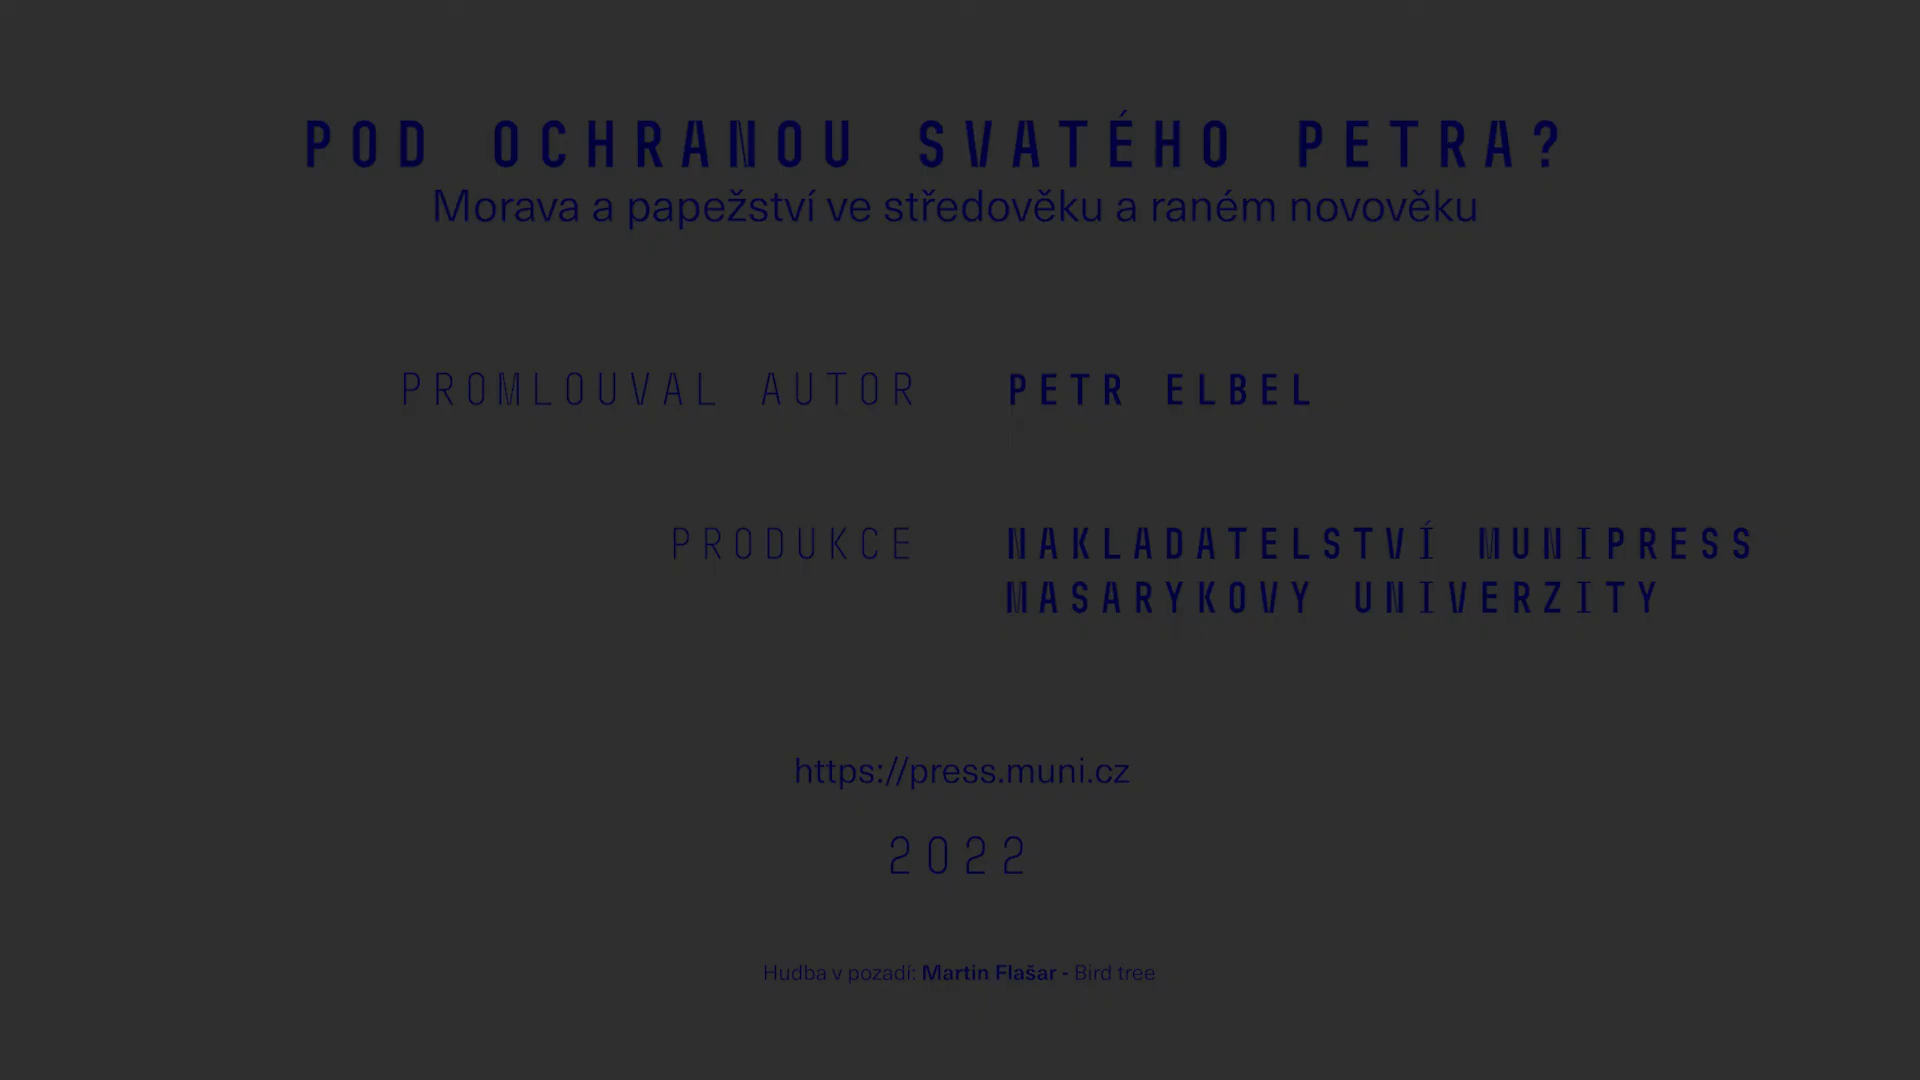 POD OCHRANOU SVATÉHO PETRA?
Morava a papežství ve středověku a raném novověku
PROMLOUVAL AUTOR PETR ELBEL
PRODUKCE NAKLADATELSTVÍ MUNIPRESS
MASARYKOVY UNIVERZITY
https://press.muni.cz
2022
Hudba v pozadí: Martin Flašar - Bird tree